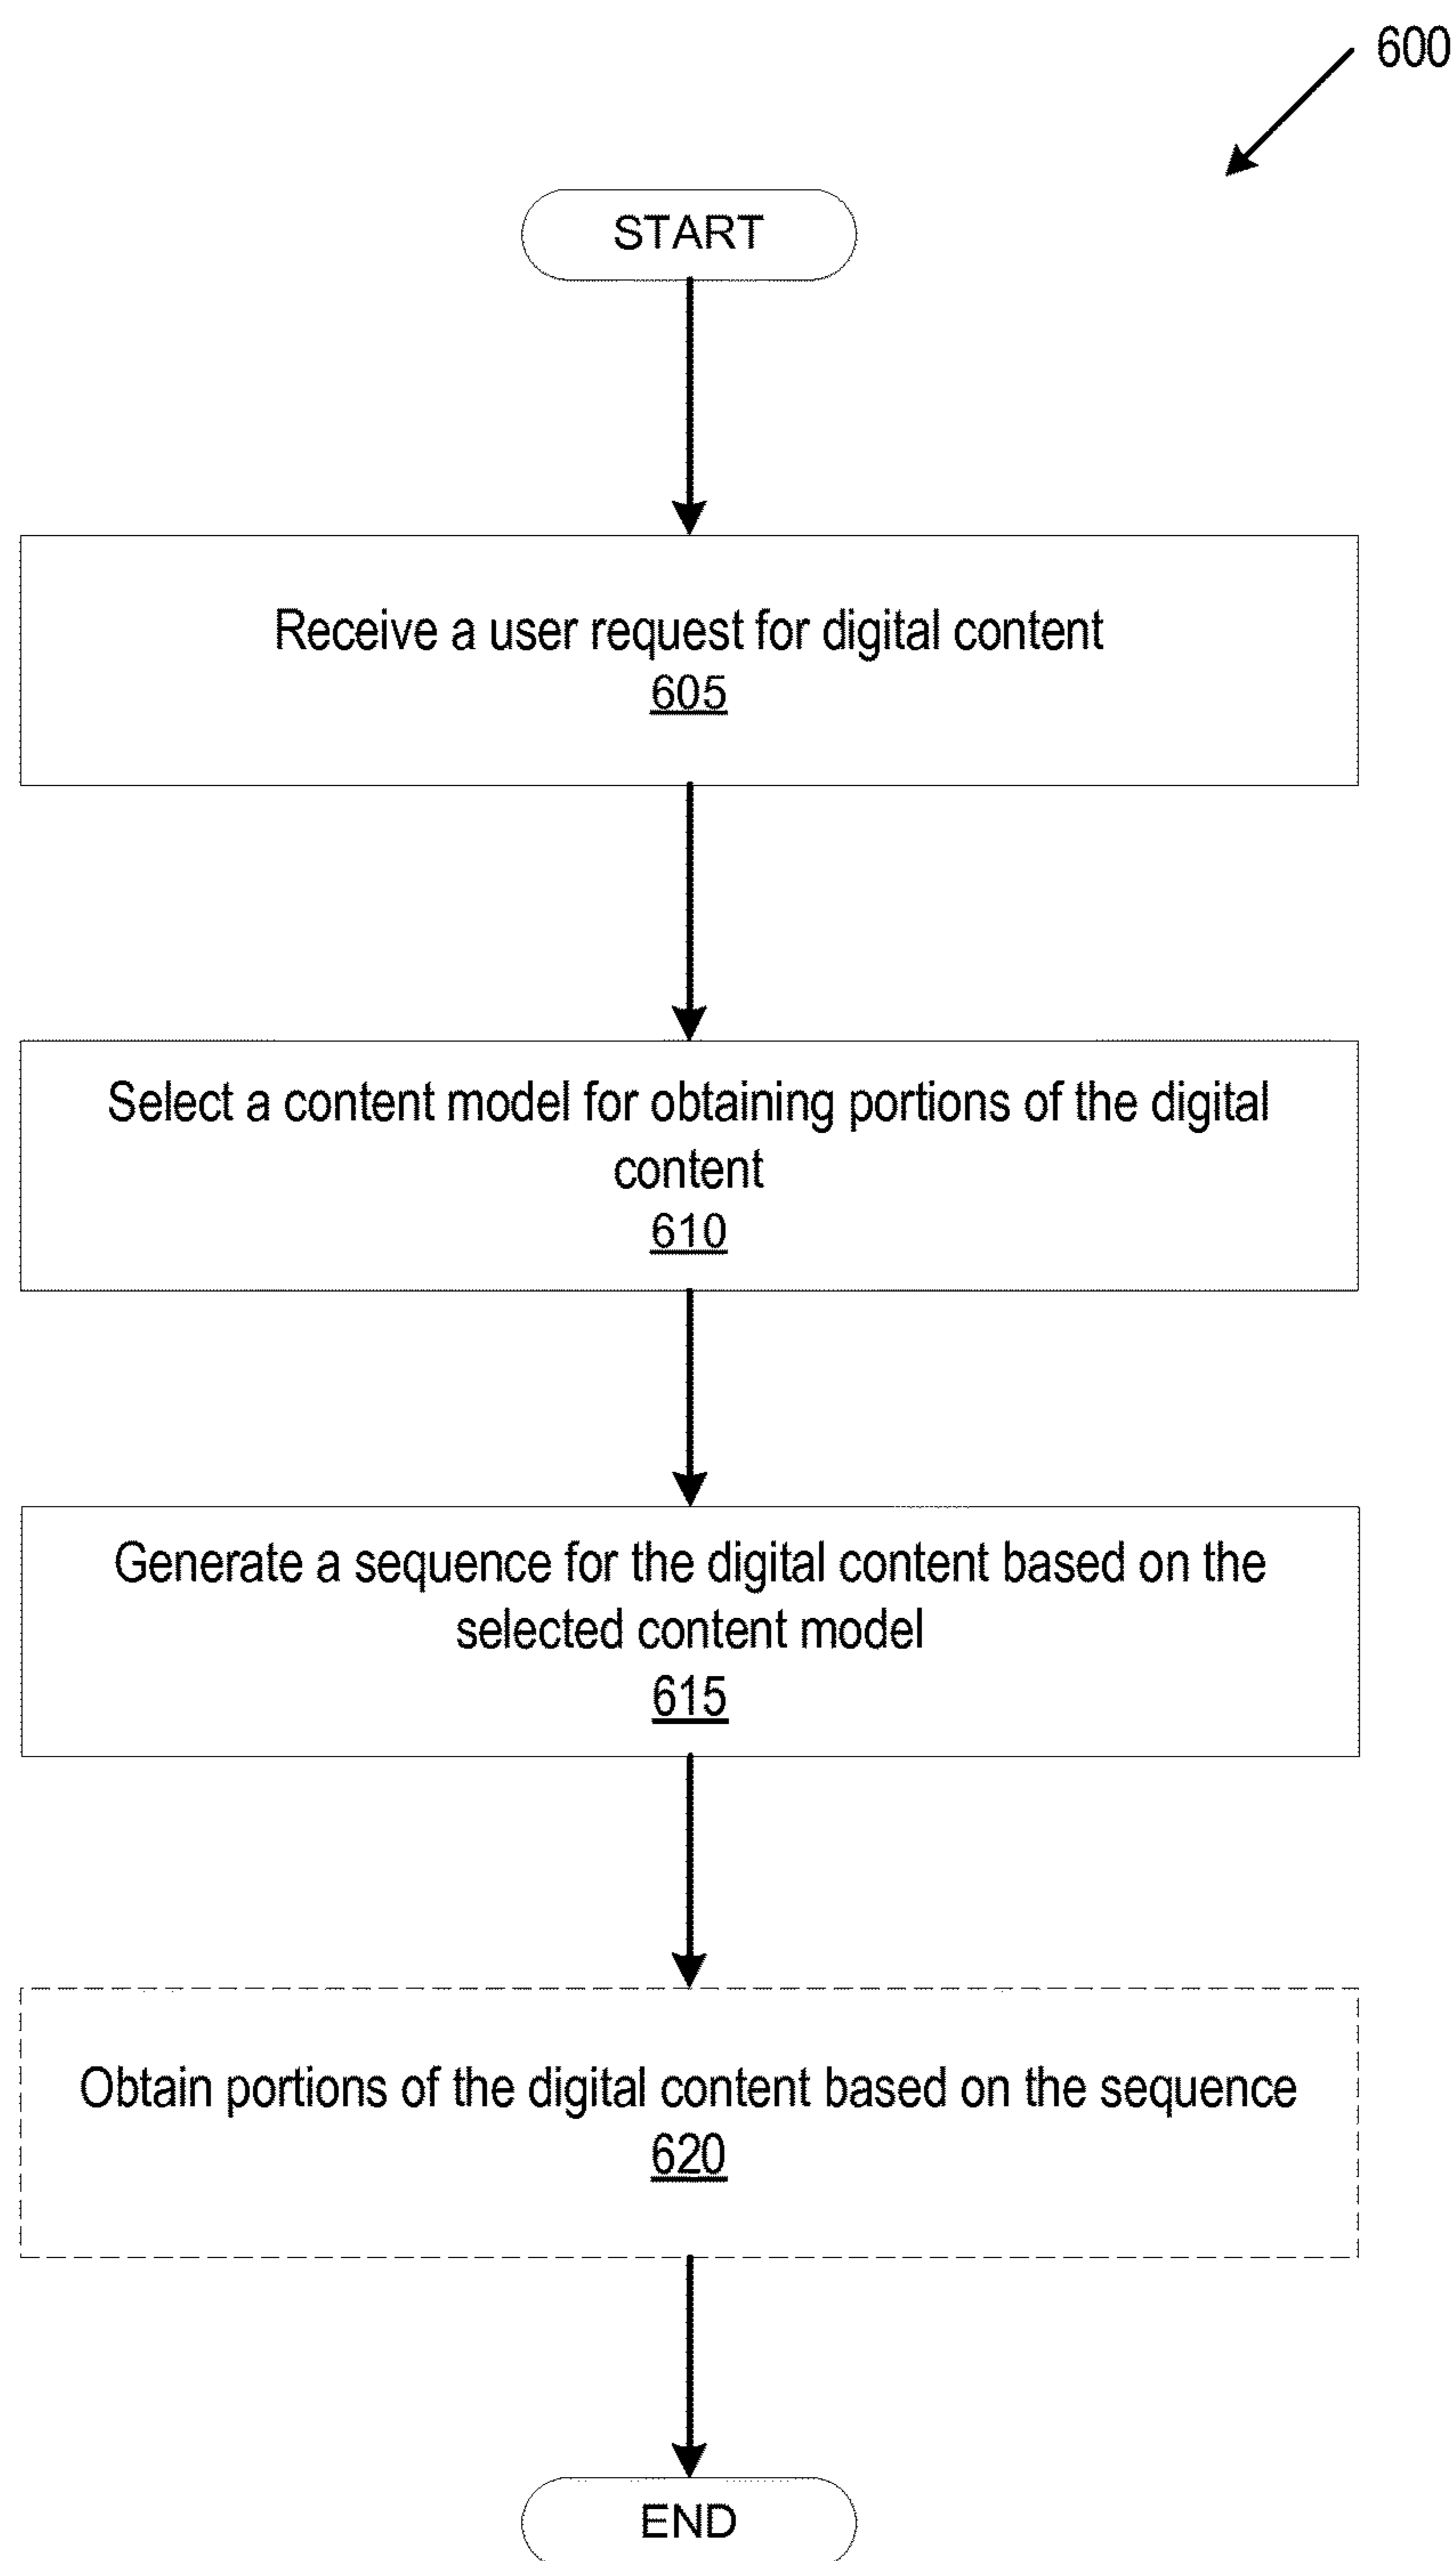 600
START
Receive a user request for digital content
605
Select a content model for obtaining portions of the digital
content
610
Generate a sequence for the digital content based on the
selected content model
615
Obtain portions of the digital content based on the sequence
620
END